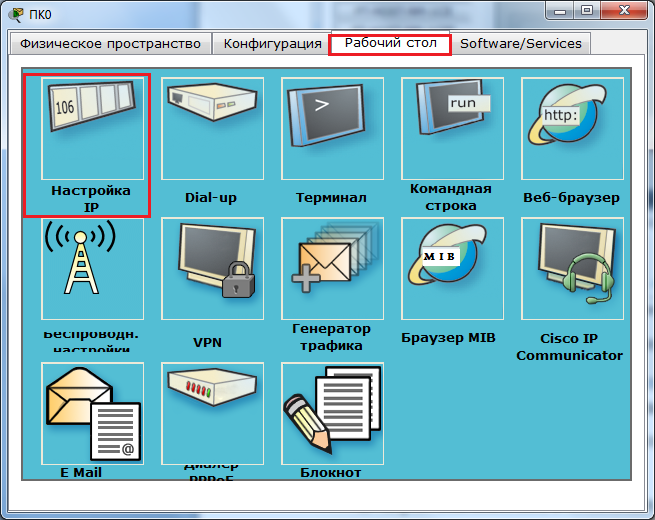 ПК0
Физическое пространство
Конфигурация
Рабочий стол
Software/Services
106
>
run
http:
Настройка
IP
Dial-up
Терминал
Командная
строка
Веб-браузер
MIB
Беспроводн.
настройки
VPN
Генератор
трафика
Браузер MIB
Cisco IP
Communicator
@
E Mail
Диалер
PPPoE
Блокнот